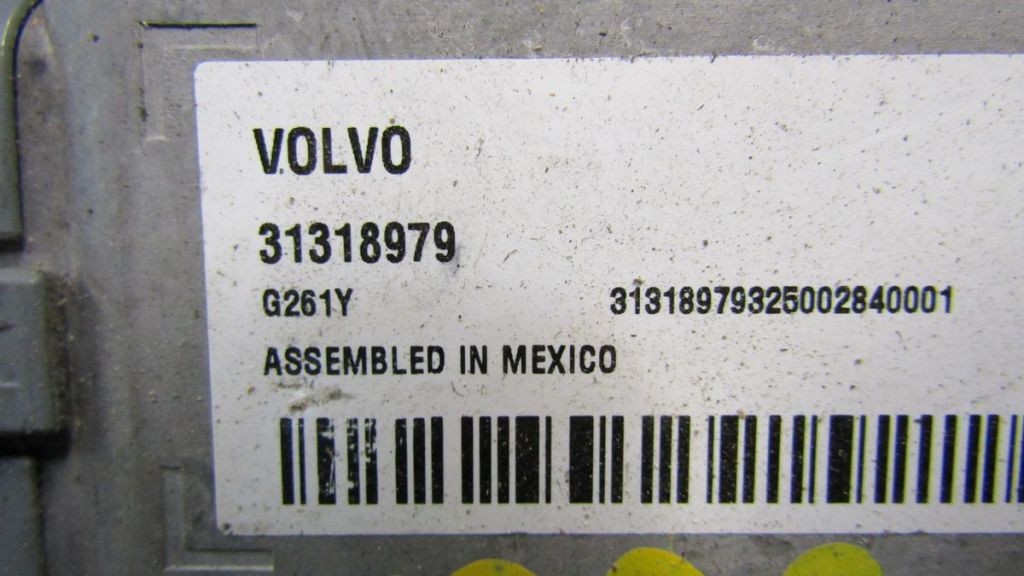 VOLVO
31318979
G261Y 31318979325002840001
ASSEMBLED IN MEXICO